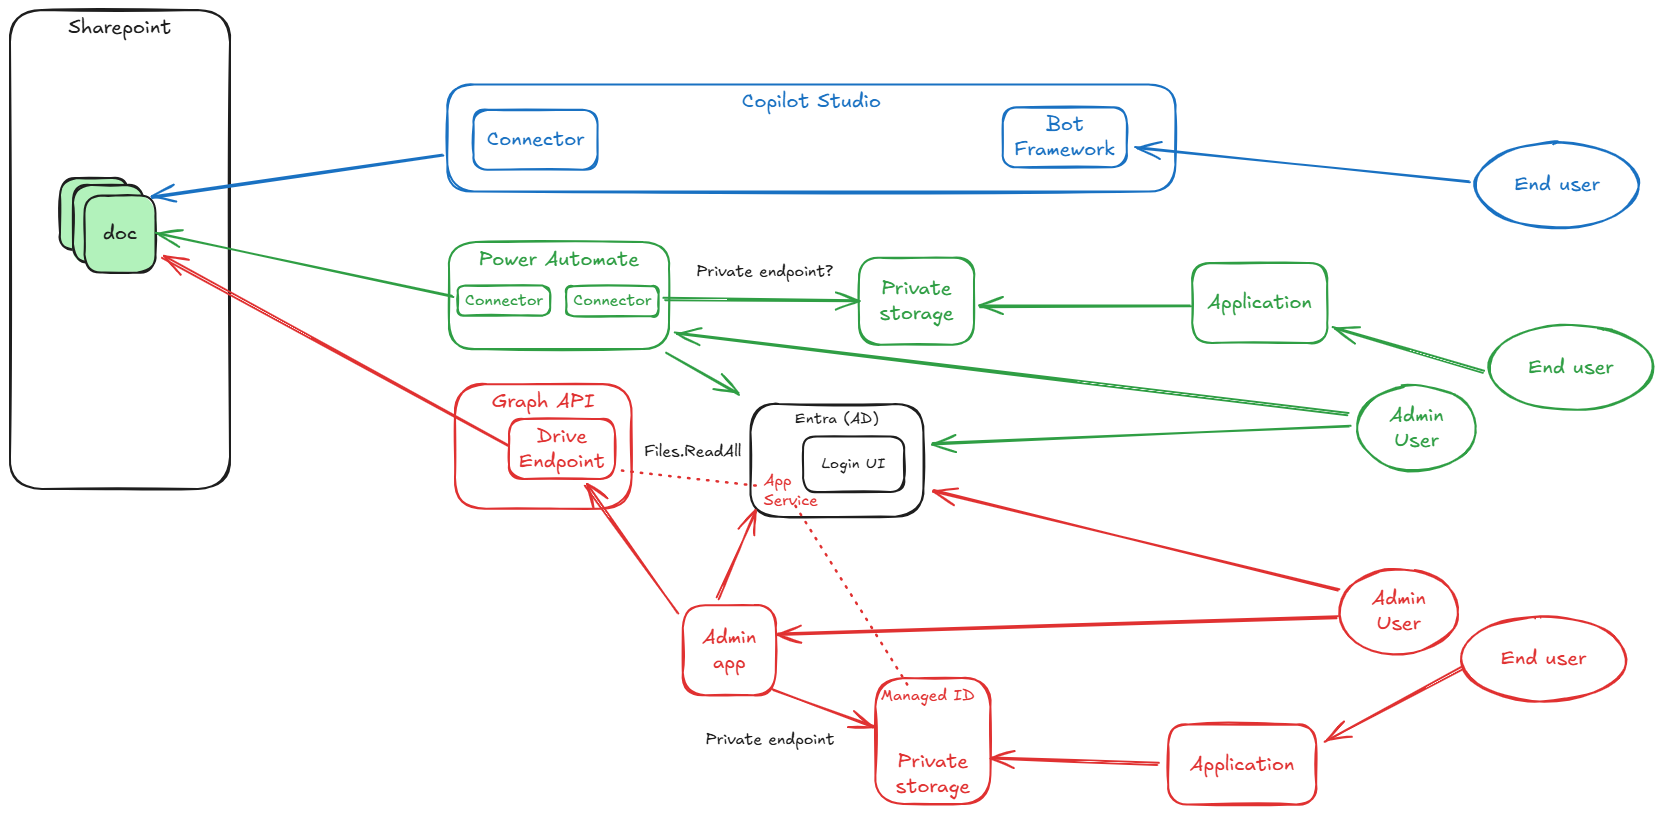 Sharepoint
doc
Copilot Studio
Connector
Bot
Framework
End user
Power Automate
Connector
Connector
Private endpoint?
Private
storage
Application
End user
Admin
User
Graph API
Drive
Endpoint
Files.ReadAll
Entra (AD)
Login UI
App
Service
Admin
app
Admin
User
End user
Private endpoint
Managed ID
Private
storage
Application